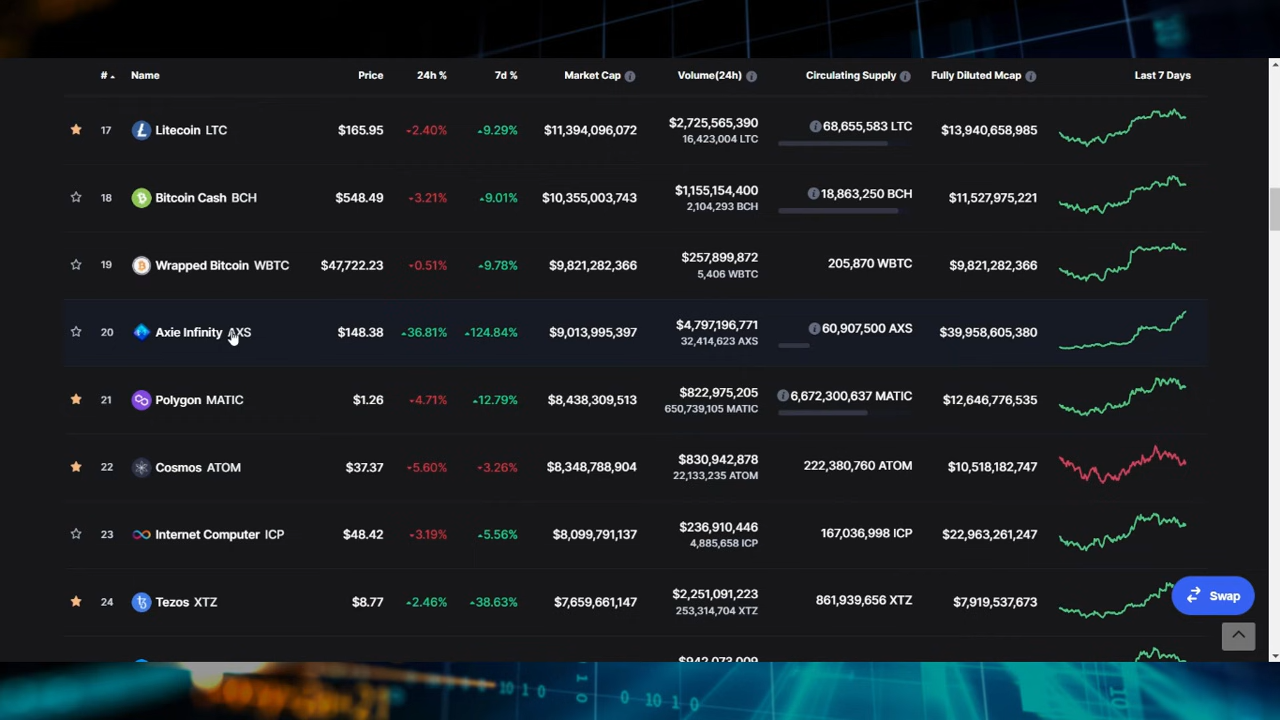 # Name Price 24h % 7d % Market Cap Volume(24h) Circulating Supply Fully Diluted Mcap Last 7 Days
17 Litecoin LTC $165.95 2.40% 9.29% $11,394,096,072 $2,725,565,390 68,655,583 LTC $13,940,658,985
16,423,004 LTC
18 Bitcoin Cash BCH $548.49 3.21% 9.01% $10,355,003,743 $1,155,154,400 18,863,250 BCH $11,527,975,221
2,104,293 BCH
19 Wrapped Bitcoin WBTC $47,722.23 0.51% 9.78% $9,821,282,366 $257,899,872 205,870 WBTC $9,821,282,366
5,406 WBTC
20 Axie Infinity AXS $148.38 36.81% 124.84% $9,013,995,397 $4,797,196,771 60,907,500 AXS $39,958,605,380
32,414,623 AXS
21 Polygon MATIC $1.26 4.71% 12.79% $8,438,309,513 $822,975,205 6,672,300,637 MATIC $12,646,776,535
650,739,105 MATIC
22 Cosmos ATOM $37.37 5.60% 3.26% $8,348,788,904 $830,942,878 222,380,760 ATOM $10,518,182,747
22,133,235 ATOM
23 Internet Computer ICP $48.42 3.19% 5.56% $8,099,791,137 $236,910,446 167,036,998 ICP $22,963,261,247
4,885,658 ICP
24 Tezos XTZ $8.77 2.46% 38.63% $7,659,661,147 $2,251,091,223 861,939,656 XTZ $7,919,537,673
253,314,704 XTZ
Swap